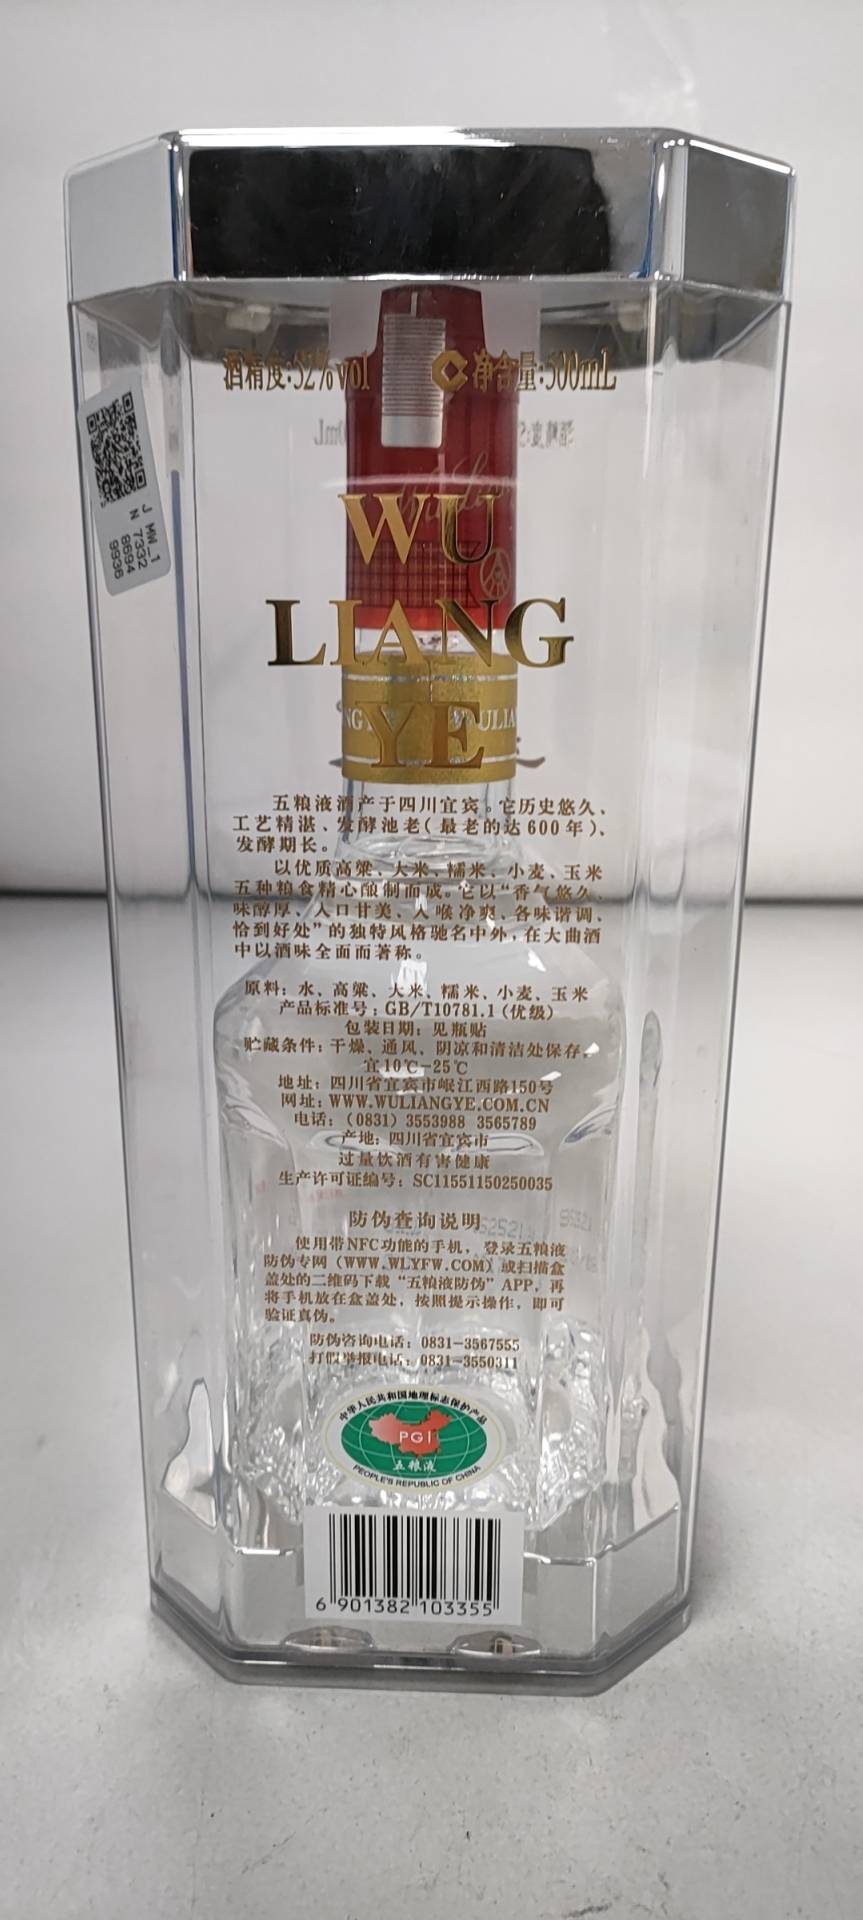 酒精度:52%vol 净含量:500mL
J MW_1
N 7332
8694
9936
WU
LIANG
YE
五粮液酒产于四川宜宾。它历史悠久、
工艺精湛、发酵池老(最老的达600年)、
发酵期长。
以优质高粱、大米、糯米、小麦、玉米
五种粮食精心酿制而成。它以“香气悠久、
味醇厚、入口甘美、入喉净爽、各味谐调、
恰到好处”的独特风格驰名中外,在大曲酒
中以酒味全面而著称。
原料: 水、高粱、大米、糯米、小麦、玉米
产品标准号: GB/T10781.1(优级)
包装日期: 见瓶贴
贮藏条件: 干燥、通风、阴凉和清洁处保存,
宜10℃-25℃
地址: 四川省宜宾市岷江西路150号
网址: WWW.WULIANGYE.COM.CN
电话: (0831) 3553988 3565789
产地: 四川省宜宾市
过量饮酒有害健康
生产许可证编号: SC11551150250035
防伪查询说明
使用带NFC功能的手机, 登录五粮液
防伪专网(WWW.WLYFW.COM)或扫描盒
盖处的二维码下载“五粮液防伪”APP, 再
将手机放在盒盖处, 按照提示操作, 即可
验证真伪。
防伪咨询电话: 0831-3567555
打假举报电话: 0831-3550311
中华人民共和国地理标志保护产品
PGI
五粮液
PEOPLE'S REPUBLIC OF CHINA
6 901382 103355